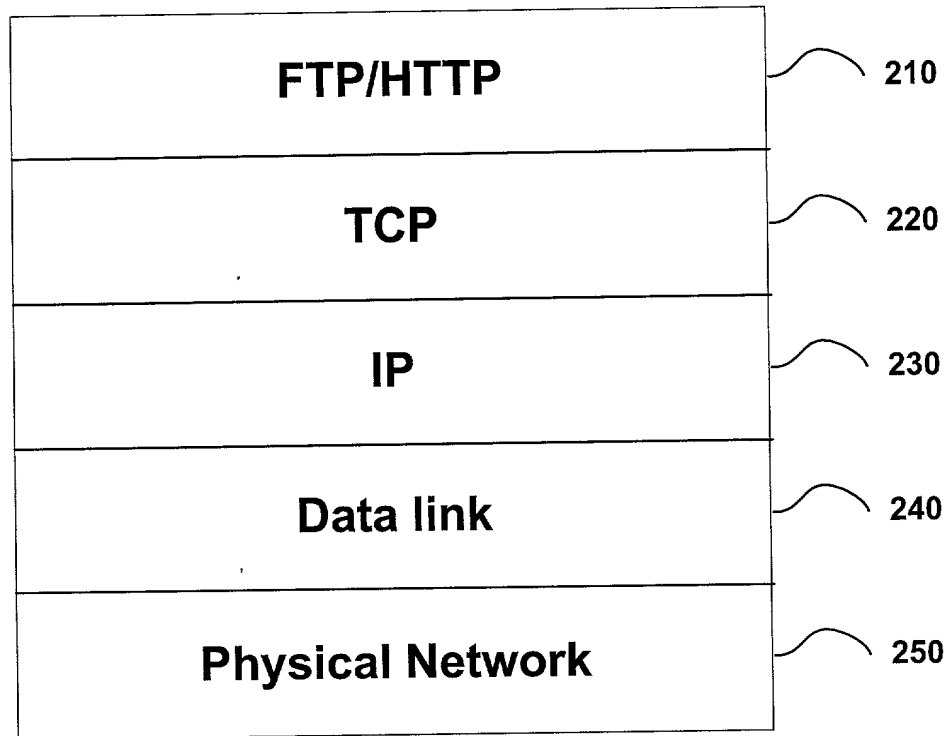 FTP/HTTP 210
TCP 220
IP 230
Data link 240
Physical Network 250